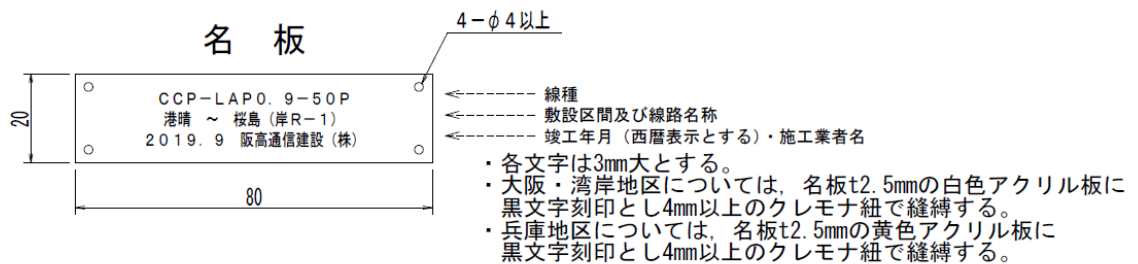 4-φ4以上
名 板
CCP-LAP0.9-50P
港晴 ～ 桜島(岸R-1)
2019.9 阪高通信建設(株)
線種
敷設区間及び線路名称
竣工年月(西暦表示とする)・施工業者名
20
80
・各文字は3mm大とする。
・大阪・湾岸地区については, 名板t2.5mmの白色アクリル板に
黒文字刻印とし4mm以上のクレモナ紐で縫縛する。
・兵庫地区については, 名板t2.5mmの黄色アクリル板に
黒文字刻印とし4mm以上のクレモナ紐で縫縛する。